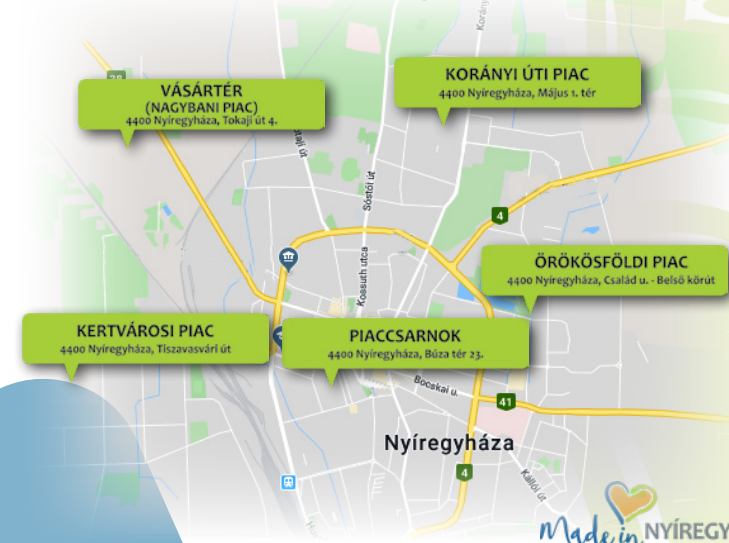 Korány
38
VÁSÁRTÉR
(NAGYBANI PIAC)
4400 Nyíregyháza, Tokaji út 4.
KORÁNYI ÚTI PIAC
4400 Nyíregyháza, Május 1. tér
Sóstói út
4
Kossuth utca
ÖRÖKÖSFÖLDI PIAC
4400 Nyíregyháza, Család u. - Belső körút
KERTVÁROSI PIAC
4400 Nyíregyháza, Tiszavasvári út
PIACCSARNOK
4400 Nyíregyháza, Búza tér 23.
Bocskai u.
41
Nyíregyháza
4
Kállói út
Made in NYÍREGY